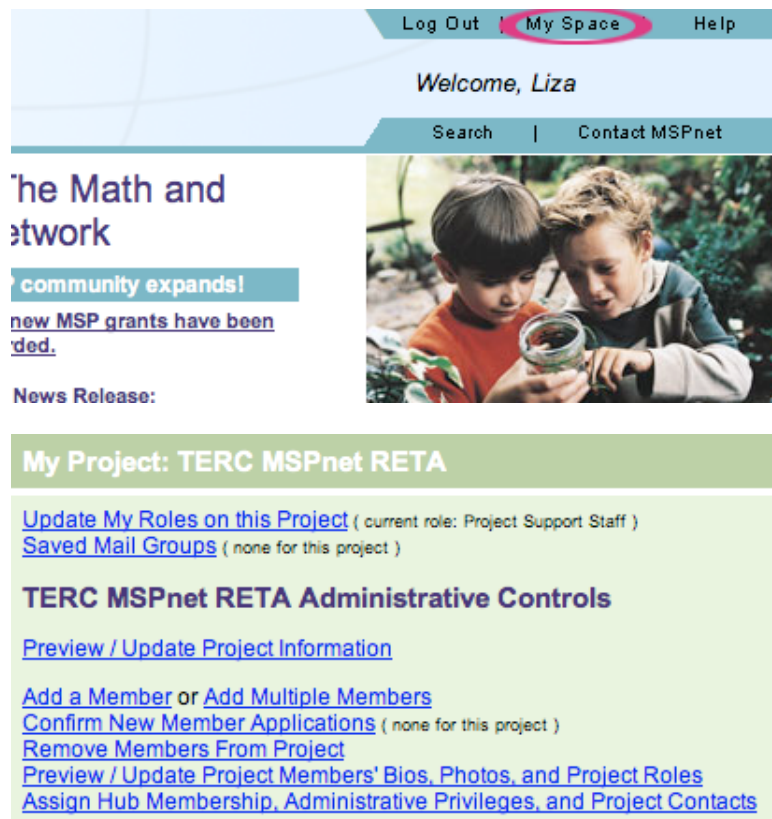 Log Out | My Space | Help
Welcome, Liza
Search | Contact MSPnet
The Math and
etwork
community expands!
new MSP grants have been
rded.
News Release:
My Project: TERC MSPnet RETA
Update My Roles on this Project ( current role: Project Support Staff )
Saved Mail Groups ( none for this project )
TERC MSPnet RETA Administrative Controls
Preview / Update Project Information
Add a Member or Add Multiple Members
Confirm New Member Applications ( none for this project )
Remove Members From Project
Preview / Update Project Members' Bios, Photos, and Project Roles
Assign Hub Membership, Administrative Privileges, and Project Contacts